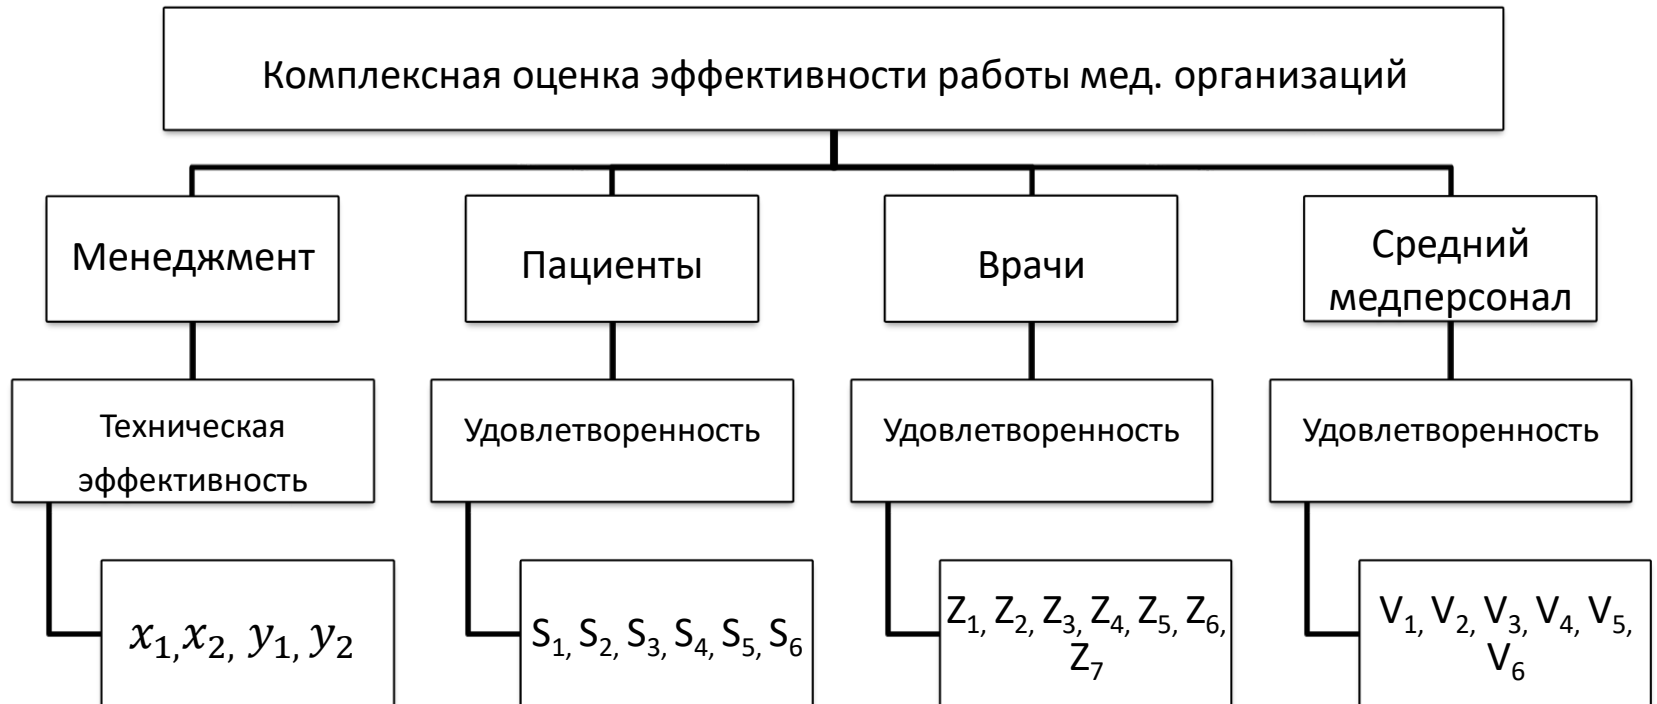 Комплексная оценка эффективности работы мед. организаций
Менеджмент
Пациенты
Врачи
Средний
медперсонал
Техническая
эффективность
Удовлетворенность
Удовлетворенность
Удовлетворенность
x₁,x₂, y₁, y₂
S₁, S₂, S₃, S₄, S₅, S₆
Z₁, Z₂, Z₃, Z₄, Z₅, Z₆,
Z₇
V₁, V₂, V₃, V₄, V₅,
V₆